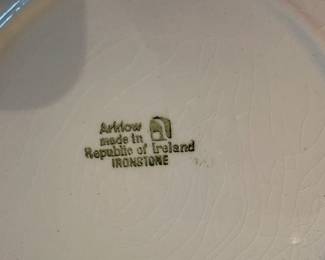 Arklow
made in
Republic of Ireland
IRONSTONE